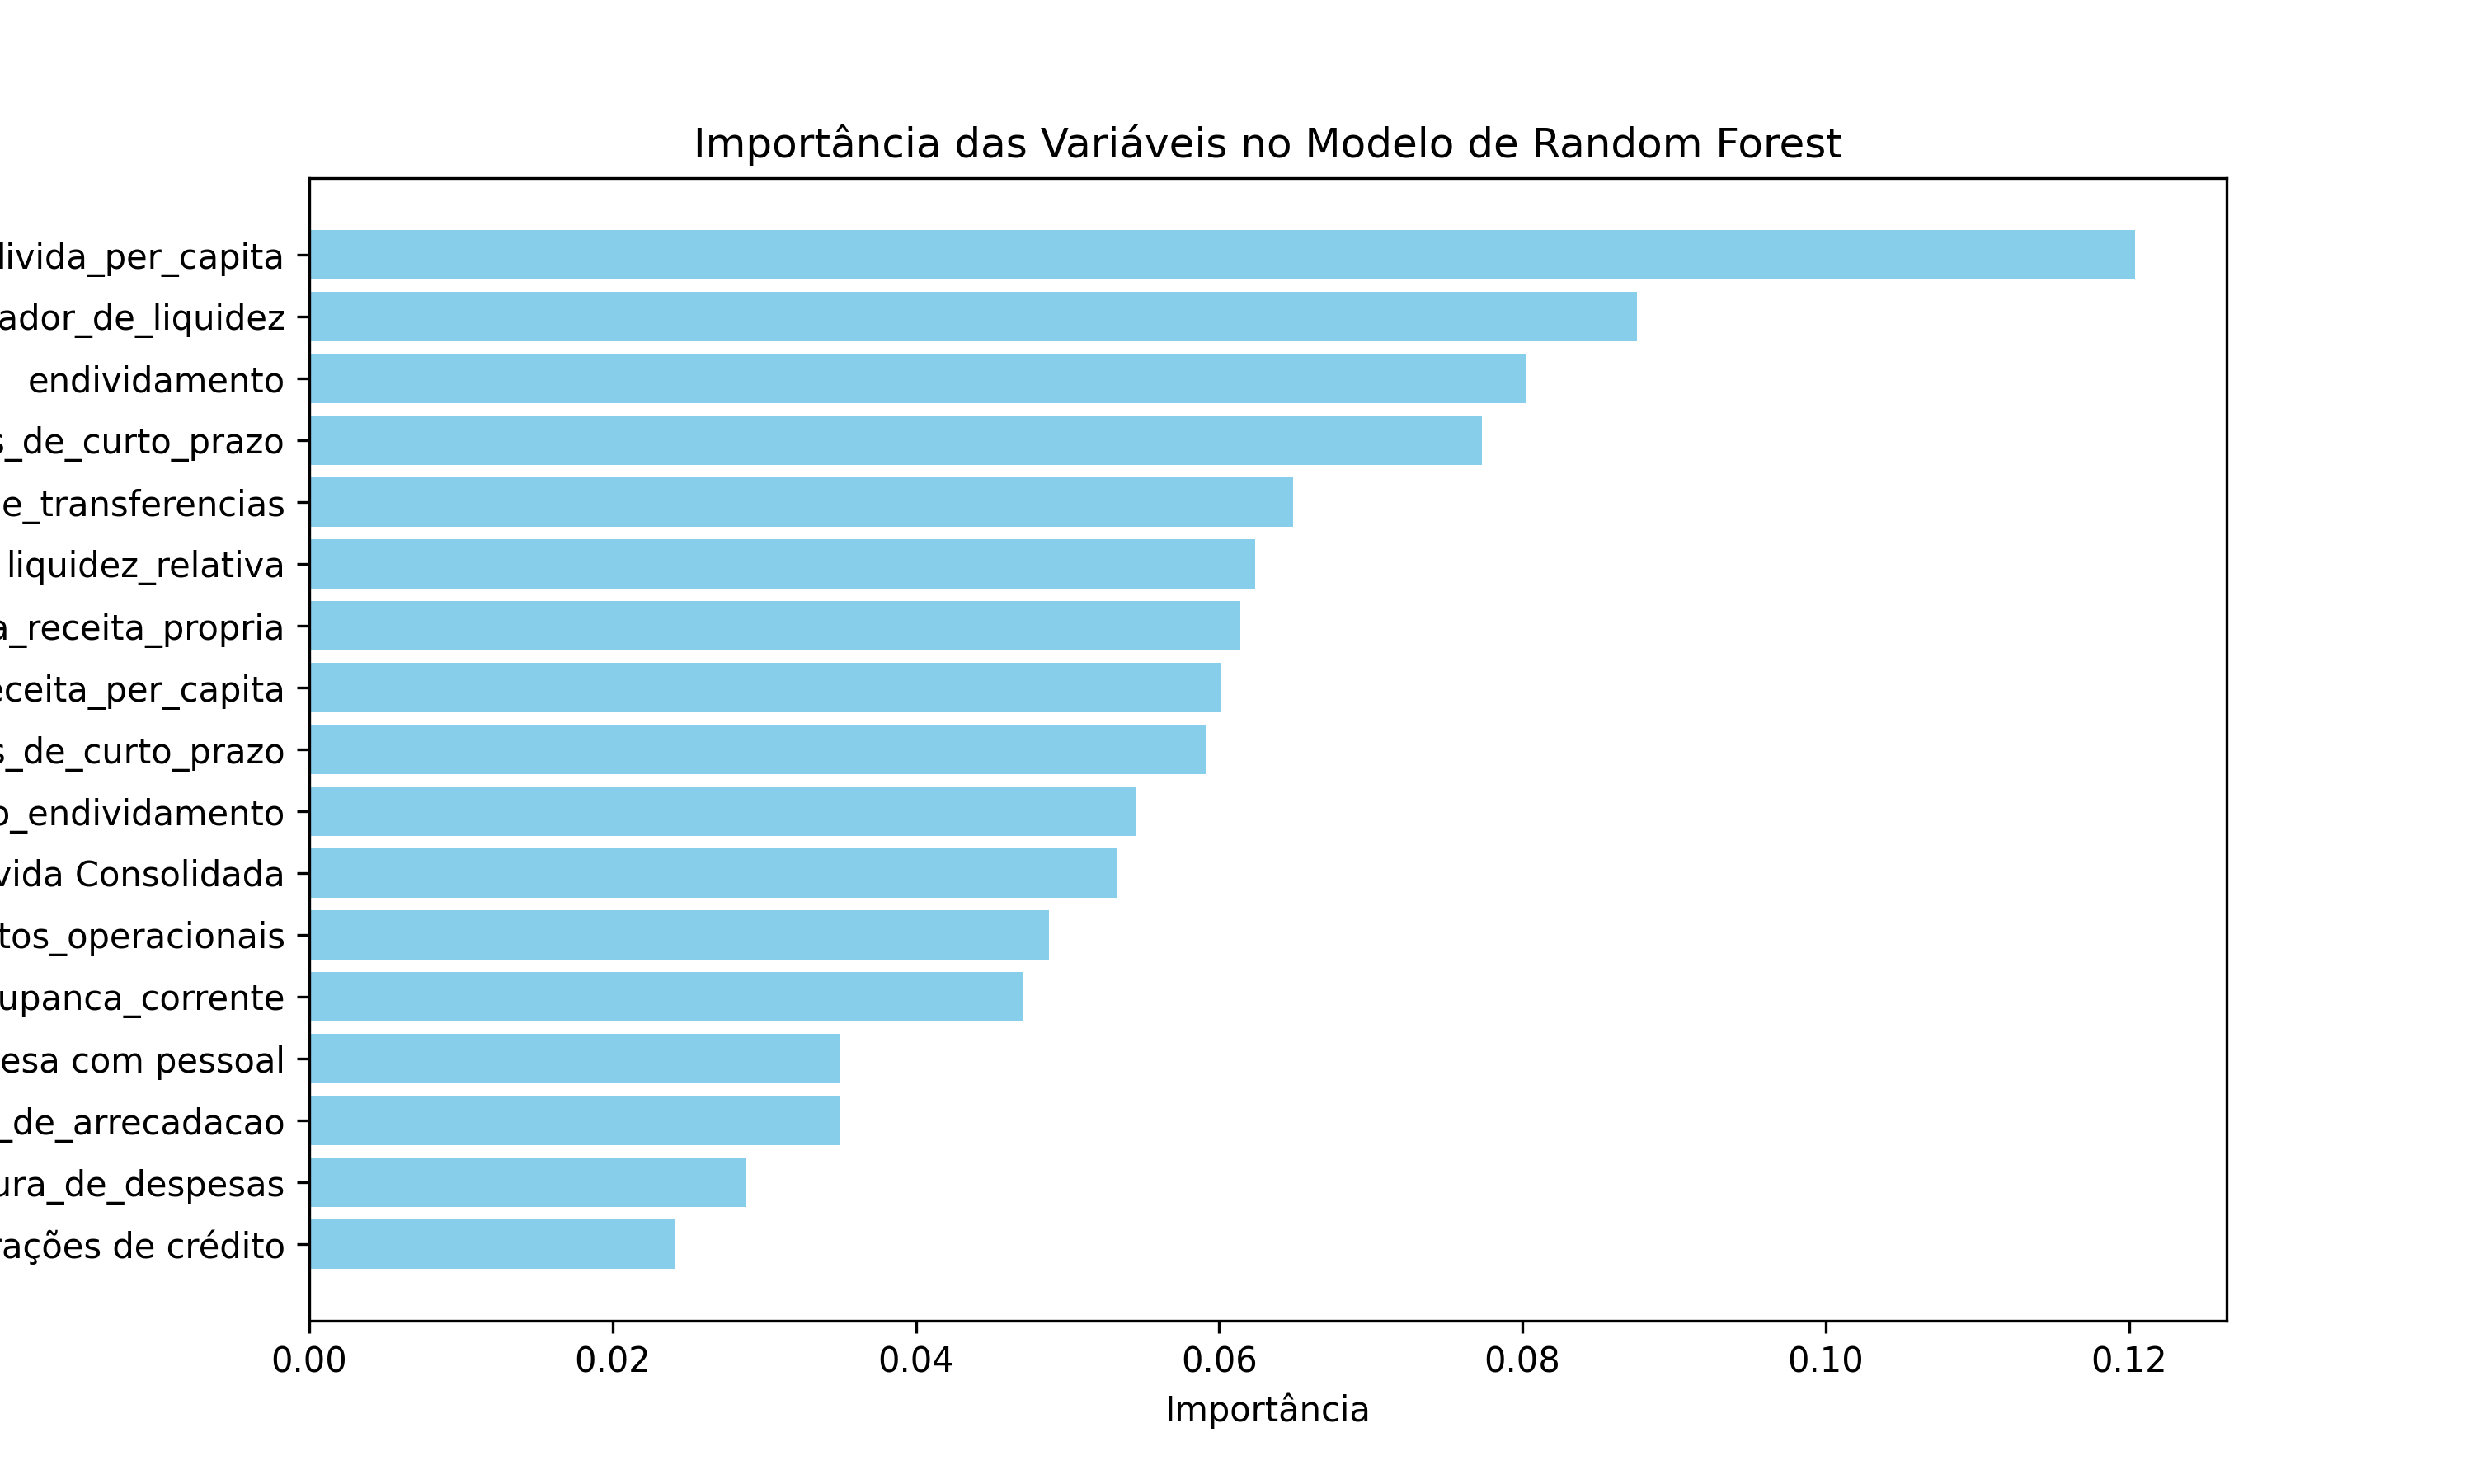 Importância das Variáveis no Modelo de Random Forest
ivida_per_capita
ador_de_liquidez
endividamento
s_de_curto_prazo
e_transferencias
liquidez_relativa
a_receita_propria
eceita_per_capita
s_de_curto_prazo
o_endividamento
vida Consolidada
tos_operacionais
upanca_corrente
esa com pessoal
_de_arrecadacao
ura_de_despesas
rações de crédito
0.00 0.02 0.04 0.06 0.08 0.10 0.12
Importância